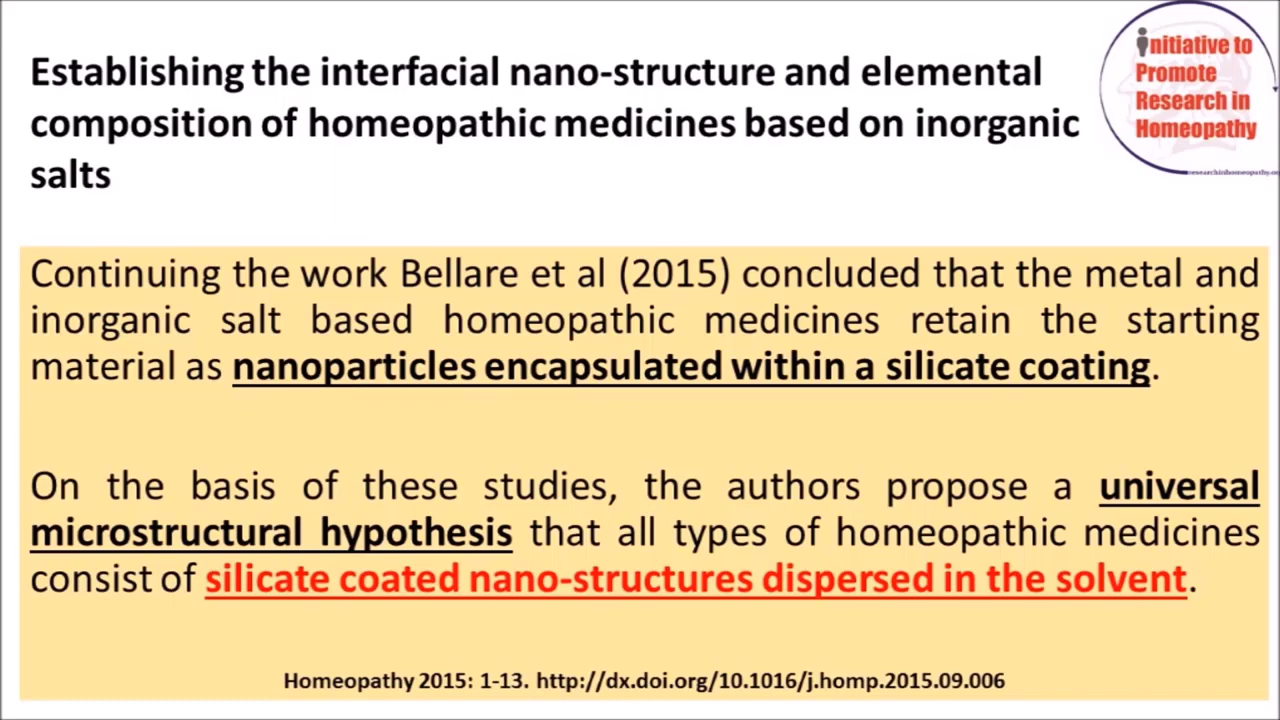 Establishing the interfacial nano-structure and elemental
composition of homeopathic medicines based on inorganic
salts
initiative to
Promote
Research in
Homeopathy
researchinhomeopathy.or
Continuing the work Bellare et al (2015) concluded that the metal and
inorganic salt based homeopathic medicines retain the starting
material as nanoparticles encapsulated within a silicate coating.
On the basis of these studies, the authors propose a universal
microstructural hypothesis that all types of homeopathic medicines
consist of silicate coated nano-structures dispersed in the solvent.
Homeopathy 2015: 1-13. http://dx.doi.org/10.1016/j.homp.2015.09.006